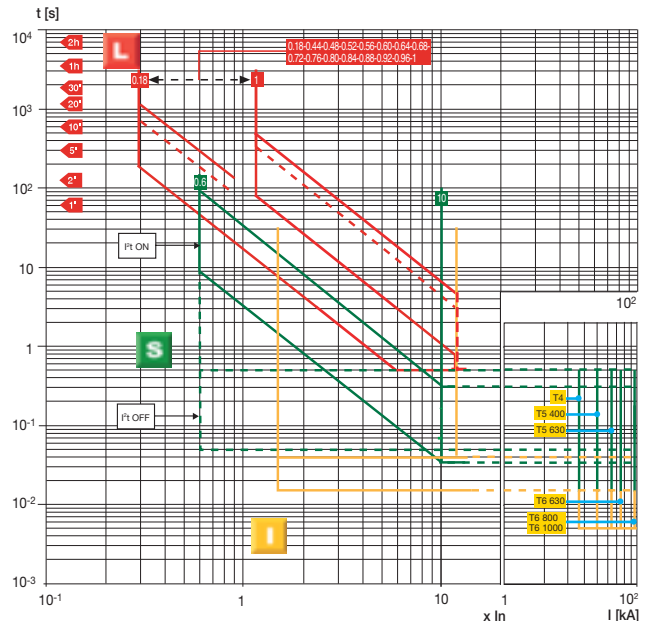 t [s]
10⁴
2h
L
0.18-0.44-0.48-0.52-0.56-0.60-0.64-0.68-
0.72-0.76-0.80-0.84-0.88-0.92-0.96-1
1h
0.18
1
30'
20'
10³
10'
5'
10²
2'
0.6
10
1'
I²t ON
10
10²
1
S
T4
I²t OFF
T5 400
10⁻¹
T5 630
10⁻²
T6 630
T6 800
T6 1000
I
10⁻³
10⁻¹
1
10
x In
1
I [kA]
10²